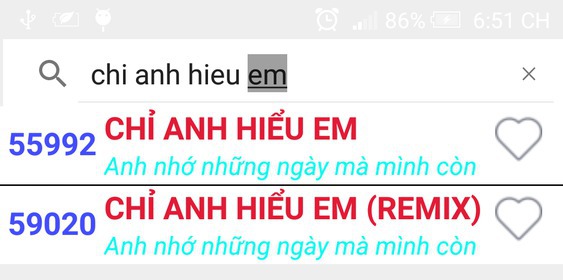 86% 6:51 CH
chi anh hieu em
55992 CHỈ ANH HIỂU EM
Anh nhớ những ngày mà mình còn
59020 CHỈ ANH HIỂU EM (REMIX)
Anh nhớ những ngày mà mình còn